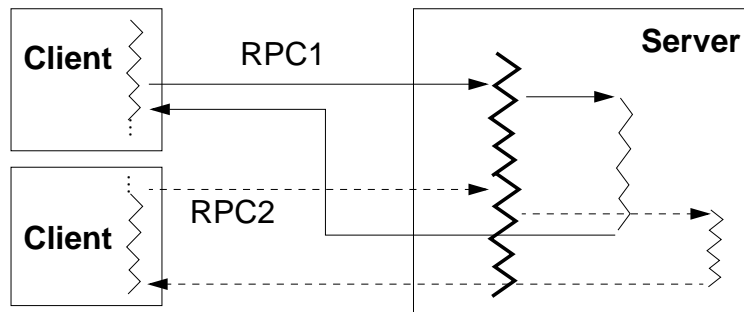 Client
RPC1
Server
RPC2
Client